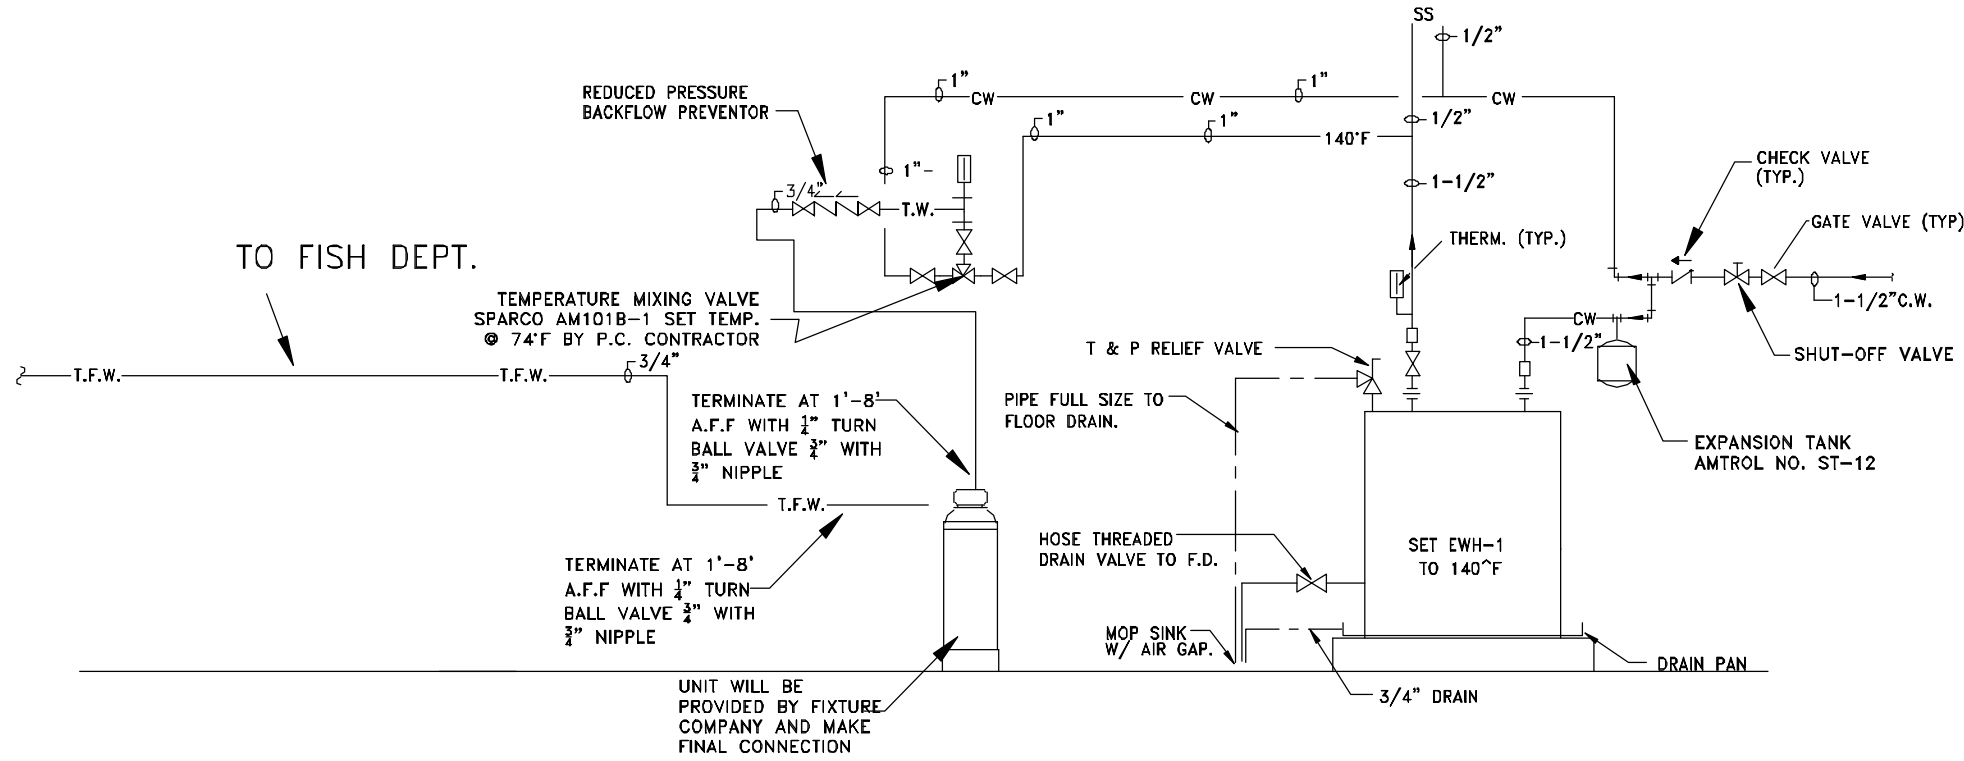 SS
1/2"
1"
1"
CW
CW
CW
REDUCED PRESSURE
BACKFLOW PREVENTOR
1"
1"
1/2"
140°F
1"-
3/4"
1-1/2"
CHECK VALVE
(TYP.)
T.W.
GATE VALVE (TYP)
THERM. (TYP.)
TO FISH DEPT.
TEMPERATURE MIXING VALVE
SPARCO AM101B-1 SET TEMP.
@ 74°F BY P.C. CONTRACTOR
1-1/2"C.W.
CW
1-1/2"
SHUT-OFF VALVE
T & P RELIEF VALVE
3/4"
T.F.W.
T.F.W.
TERMINATE AT 1'-8'
A.F.F WITH 1/4" TURN
BALL VALVE 3/4" WITH
3/4" NIPPLE
PIPE FULL SIZE TO
FLOOR DRAIN.
EXPANSION TANK
AMTROL NO. ST-12
T.F.W.
HOSE THREADED
DRAIN VALVE TO F.D.
SET EWH-1
TO 140^F
TERMINATE AT 1'-8'
A.F.F WITH 1/4" TURN
BALL VALVE 3/4" WITH
3/4" NIPPLE
MOP SINK
W/ AIR GAP.
DRAIN PAN
3/4" DRAIN
UNIT WILL BE
PROVIDED BY FIXTURE
COMPANY AND MAKE
FINAL CONNECTION